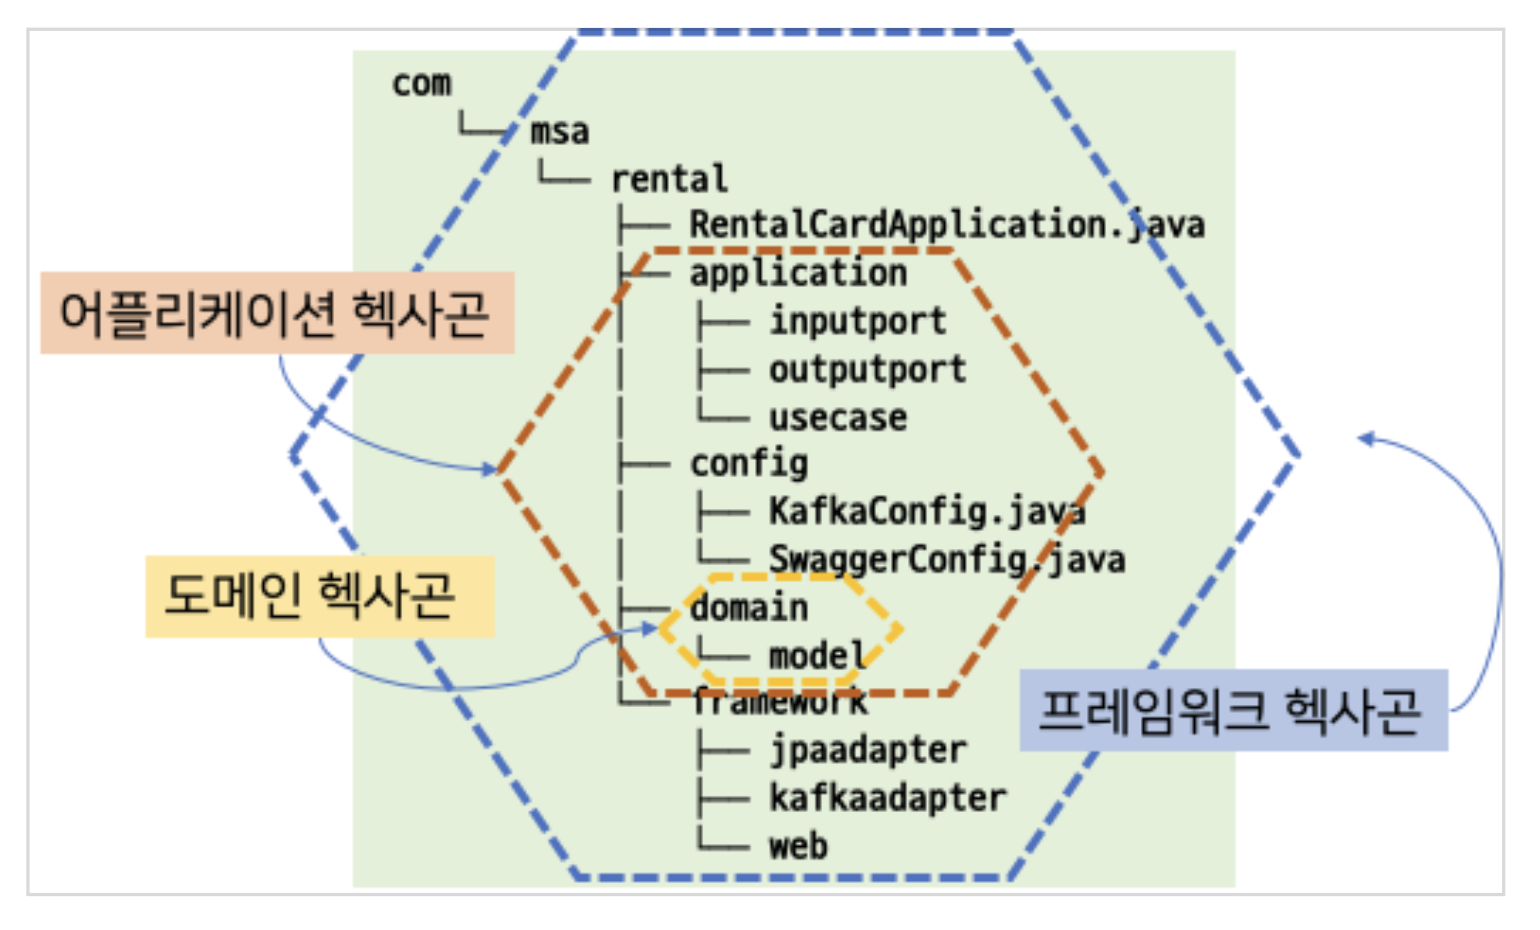 com
└── msa
└── rental
├── RentalCardApplication.java
├── application
│ ├── inputport
│ ├── outputport
│ └── usecase
├── config
│ ├── KafkaConfig.java
│ └── SwaggerConfig.java
├── domain
│ └── model
└── framework
├── jpaadapter
├── kafkaadapter
└── web
어플리케이션 헥사곤
도메인 헥사곤
프레임워크 헥사곤